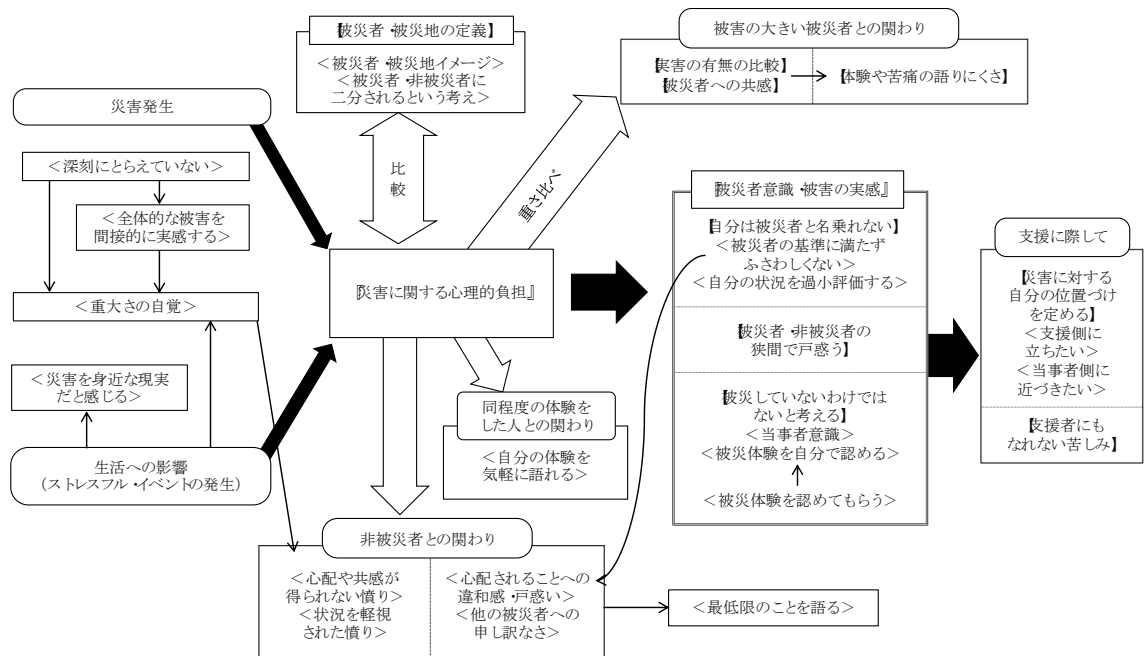 【被災者・被災地の定義】
＜被災者・被災地イメージ＞
＜被災者・非被災者に
二分されるという考え＞
被害の大きい被災者との関わり
【実害の有無の比較】
【被災者への共感】
【体験や苦痛の語りにくさ】
災害発生
＜深刻にとらえていない＞
＜全体的な被害を
間接的に実感する＞
＜重大さの自覚＞
＜災害を身近な現実
だと感じる＞
生活への影響
(ストレスフル・イベントの発生)
比較
重さ比べ
『災害に関する心理的負担』
『被災者意識・被害の実感』
【自分は被災者と名乗れない】
＜被災者の基準に満たず
ふさわしくない＞
＜自分の状況を過小評価する＞
【被災者・非被災者の
狭間で戸惑う】
【被災していないわけでは
ないと考える】
＜当事者意識＞
＜被災体験を自分で認める＞
＜被災体験を認めてもらう＞
支援に際して
【災害に対する
自分の位置づけ
を定める】
＜支援側に
立ちたい＞
＜当事者側に
近づきたい＞
【支援者にも
なれない苦しみ】
同程度の体験を
した人との関わり
＜自分の体験を
気軽に語れる＞
非被災者との関わり
＜心配や共感が
得られない憤り＞
＜状況を軽視
された憤り＞
＜心配されることへの
違和感・戸惑い＞
＜他の被災者への
申し訳なさ＞
＜最低限のことを語る＞